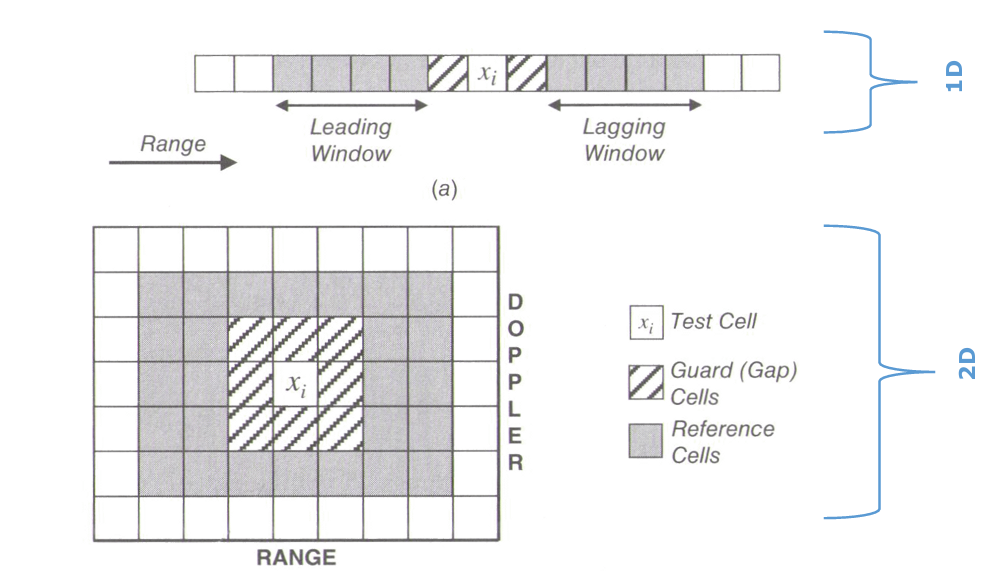 x_i
1D
Leading
Window
Lagging
Window
Range
(a)
D
O
P
P
L
E
R
x_i
x_i Test Cell
Guard (Gap)
Cells
Reference
Cells
2D
RANGE